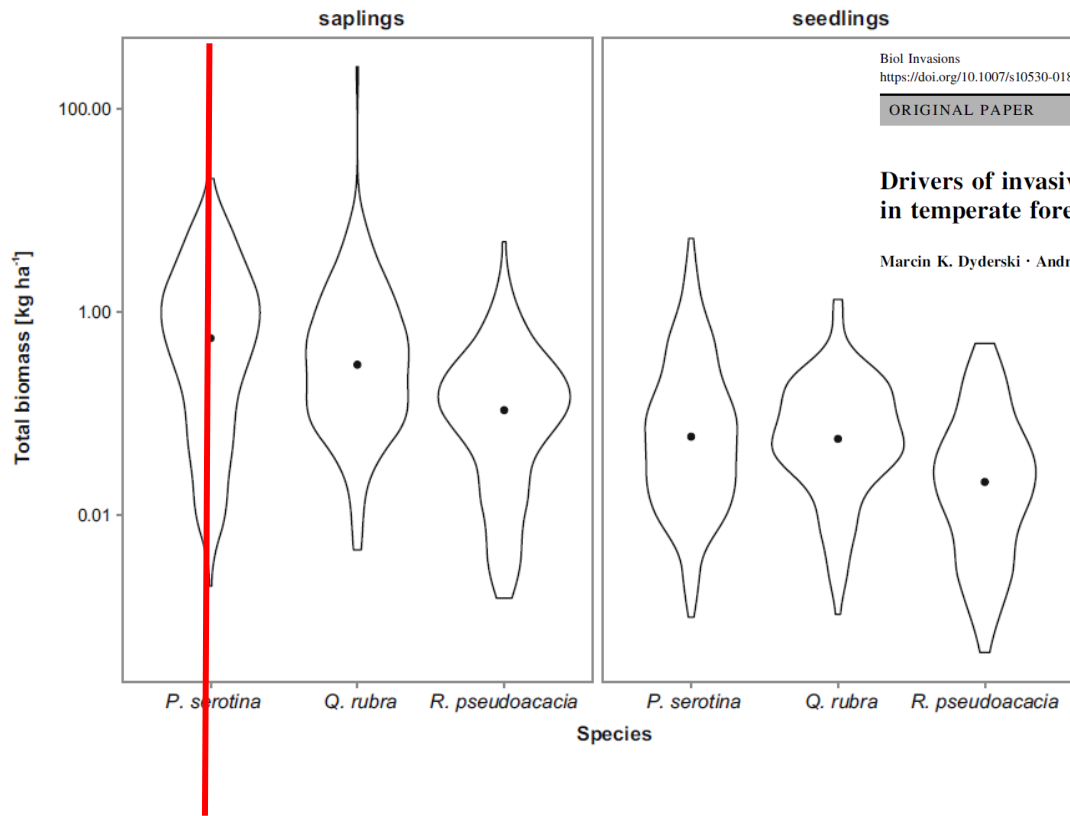 saplings
seedlings
Biol Invasions
https://doi.org/10.1007/s10530-018
ORIGINAL PAPER
Drivers of invasiv
in temperate fore
Marcin K. Dyderski · Andr
Total biomass [kg ha⁻¹]
100.00
1.00
0.01
P. serotina
Q. rubra
R. pseudoacacia
P. serotina
Q. rubra
R. pseudoacacia
Species